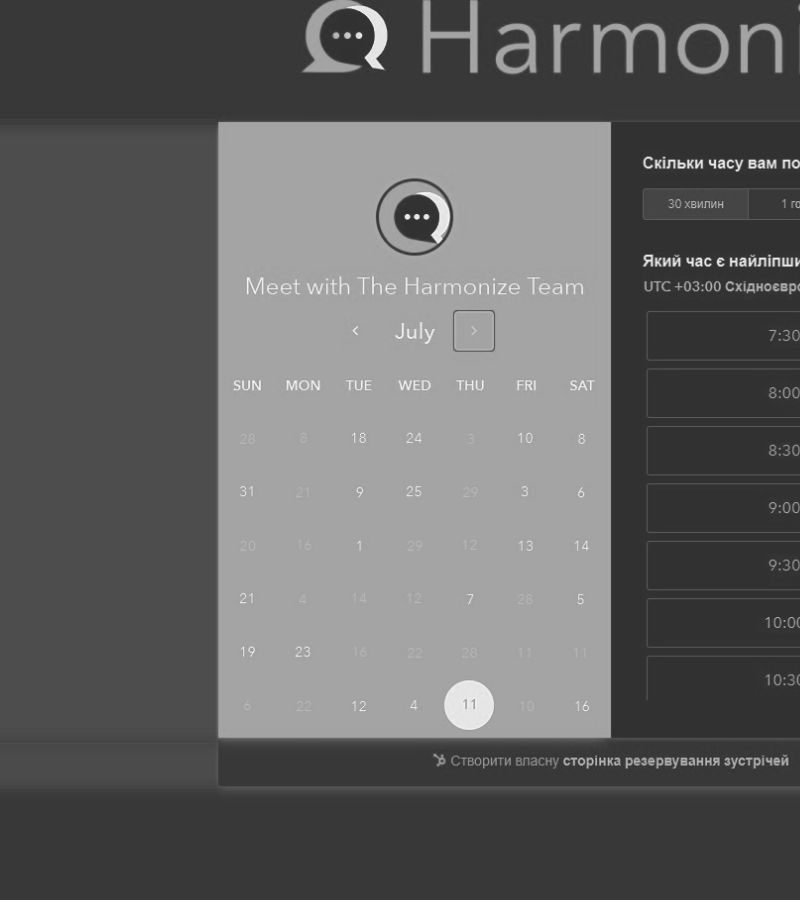 Harmoni
Meet with The Harmonize Team
July
SUN MON TUE WED THU FRI SAT
28 8 18 24 3 10 8
31 21 9 25 29 3 6
20 16 1 29 12 13 14
21 4 14 12 7 28 5
19 23 16 22 28 11 11
6 22 12 4 11 10 16
Скільки часу вам по
30 хвилин 1 го
Який час є найліпши
UTC +03:00 Східноєвро
7:30
8:00
8:30
9:00
9:30
10:00
10:30
Створити власну сторінка резервування зустрічей